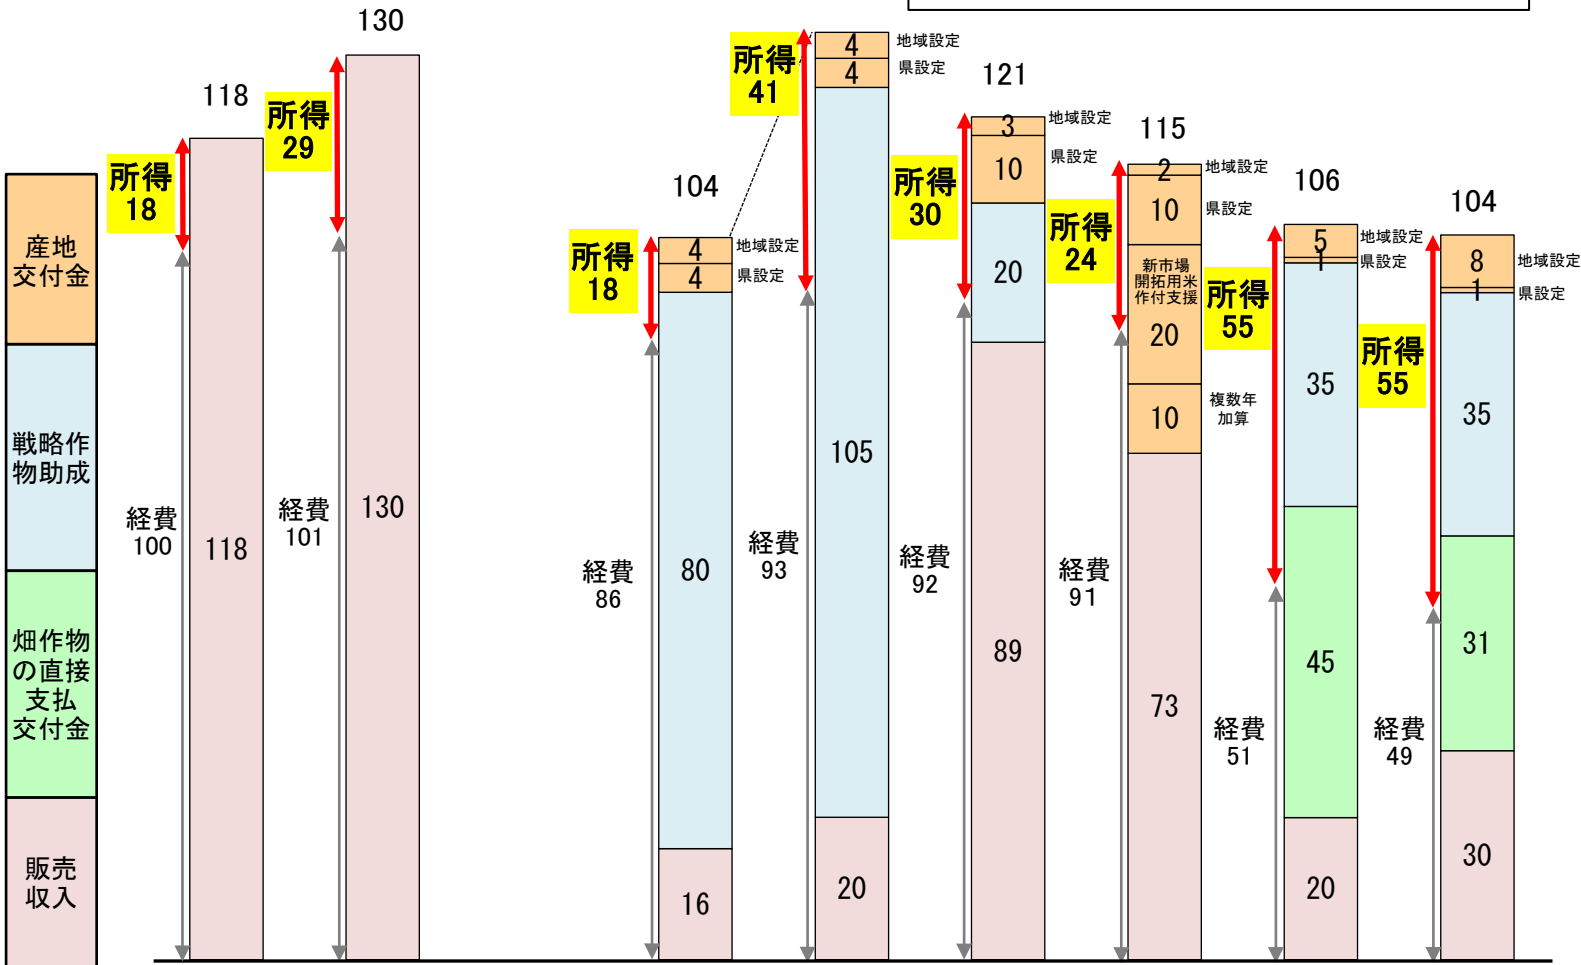 産地
交付金
戦略作
物助成
畑作物
の直接
支払
交付金
販売
収入
118
所得
18
経費
100
118
130
所得
29
経費
101
130
104
所得
18
4
地域設定
4
県設定
80
経費
86
16
所得
41
4
地域設定
4
県設定
105
経費
93
20
121
所得
30
3
地域設定
10
県設定
20
経費
92
89
115
所得
24
2
地域設定
10
県設定
新市場
開拓用米
作付支援
20
10
複数年
加算
経費
91
73
106
所得
55
5
地域設定
1
県設定
35
45
経費
51
20
104
所得
55
8
地域設定
1
県設定
35
31
経費
49
30